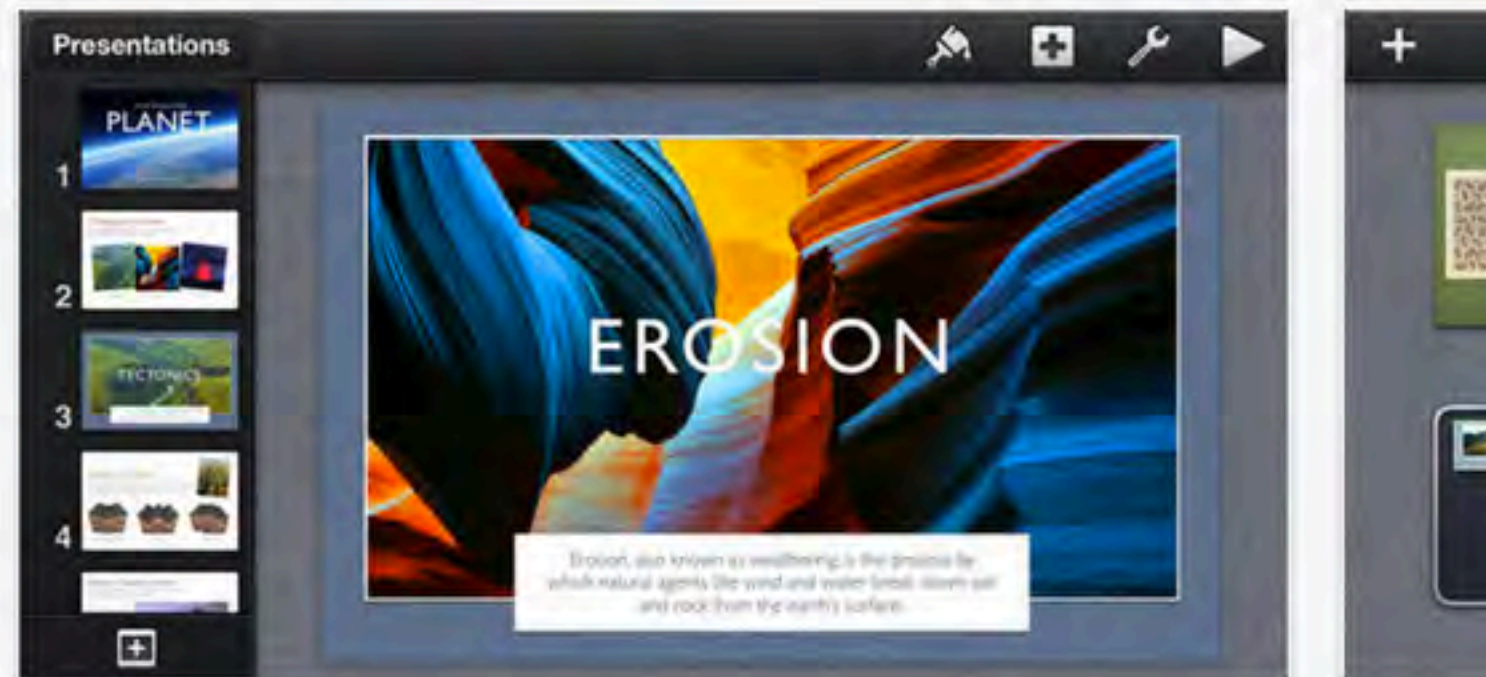 Presentations
PLANET
1
2
TECTONICS
3
4
EROSION
Erosion, also known as weathering, is the process by
which natural agents like wind and water break down soil
and rock from the earth's surface.